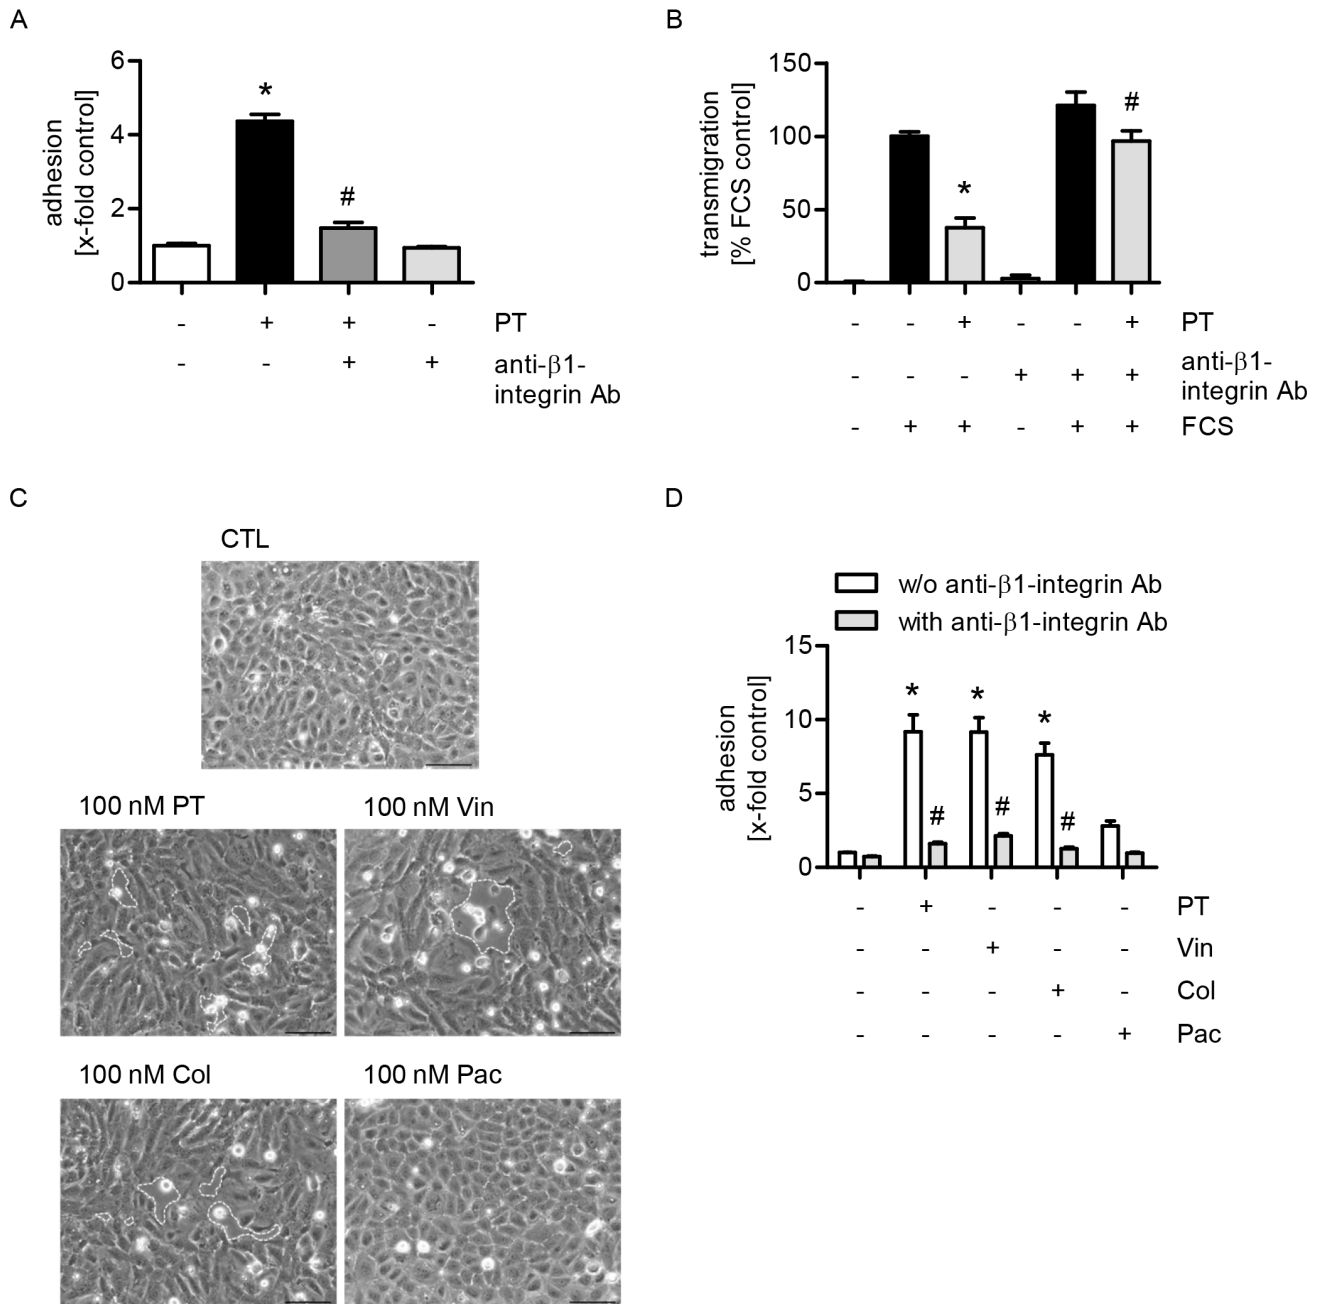 A
6
4
2
0
adhesion
[x-fold control]
*
#
- + + - PT
- - + + anti-β1-
integrin Ab
B
150
100
50
0
transmigration
[% FCS control]
*
#
- - + - - + PT
- - - + + + anti-β1-
integrin Ab
- + + - + + FCS
C
CTL
100 nM PT
100 nM Vin
100 nM Col
100 nM Pac
D
w/o anti-β1-integrin Ab
with anti-β1-integrin Ab
15
10
5
0
adhesion
[x-fold control]
* * *
# # #
- + - - - PT
- - + - - Vin
- - - + - Col
- - - - + Pac